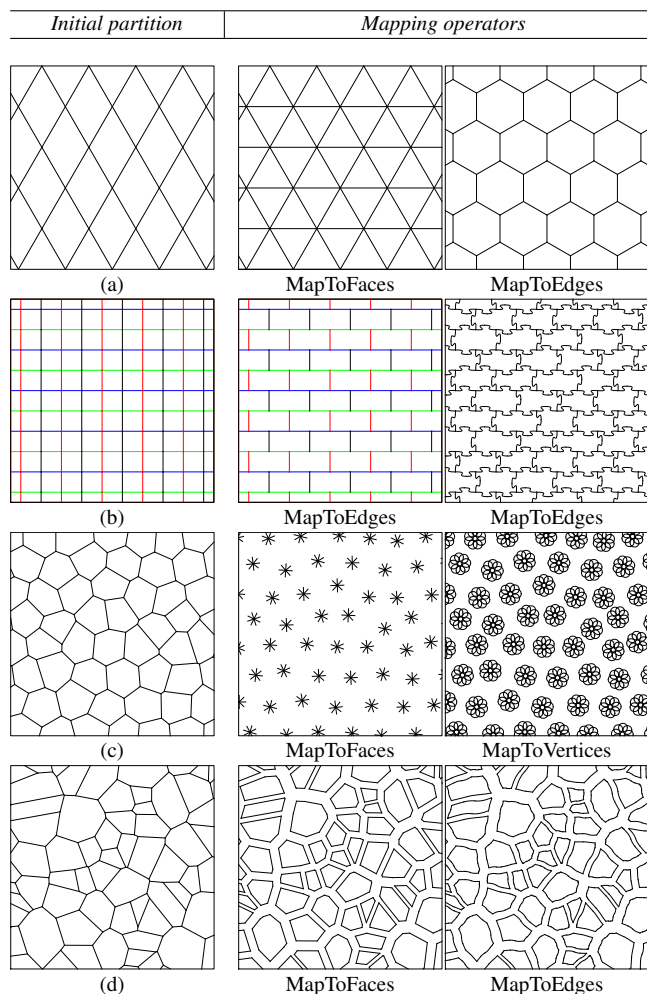 Initial partition Mapping operators
(a) MapToFaces MapToEdges
(b) MapToEdges MapToEdges
(c) MapToFaces MapToVertices
(d) MapToFaces MapToEdges